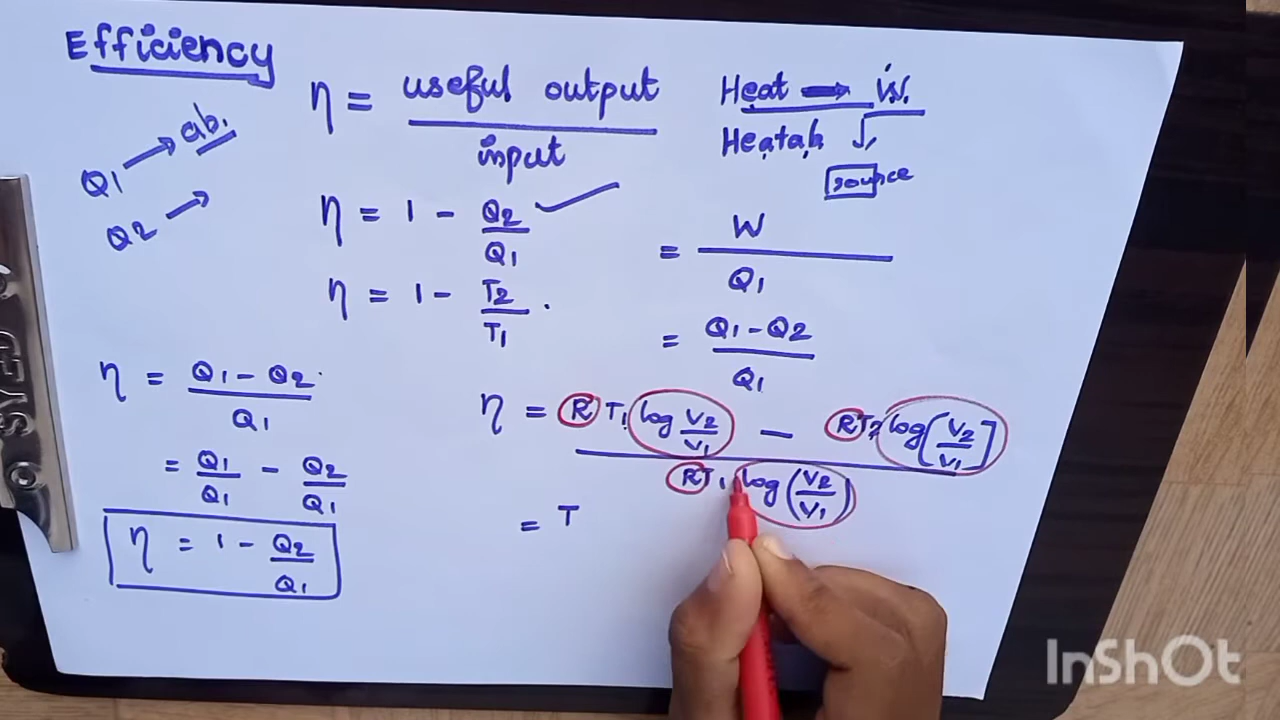 Efficiency
η = useful output / input
Heat → W.
Heatab
source
Q1 → ab.
Q2 →
η = 1 - Q2/Q1
= W / Q1
η = 1 - T2/T1 .
= Q1 - Q2 / Q1
η = Q1 - Q2 / Q1
= Q1/Q1 - Q2/Q1
η = 1 - Q2/Q1
η = RT1 log V2/V1 - RT2 log[V2/V1] / RT1 log(V2/V1)
= T
SYED
InShOt